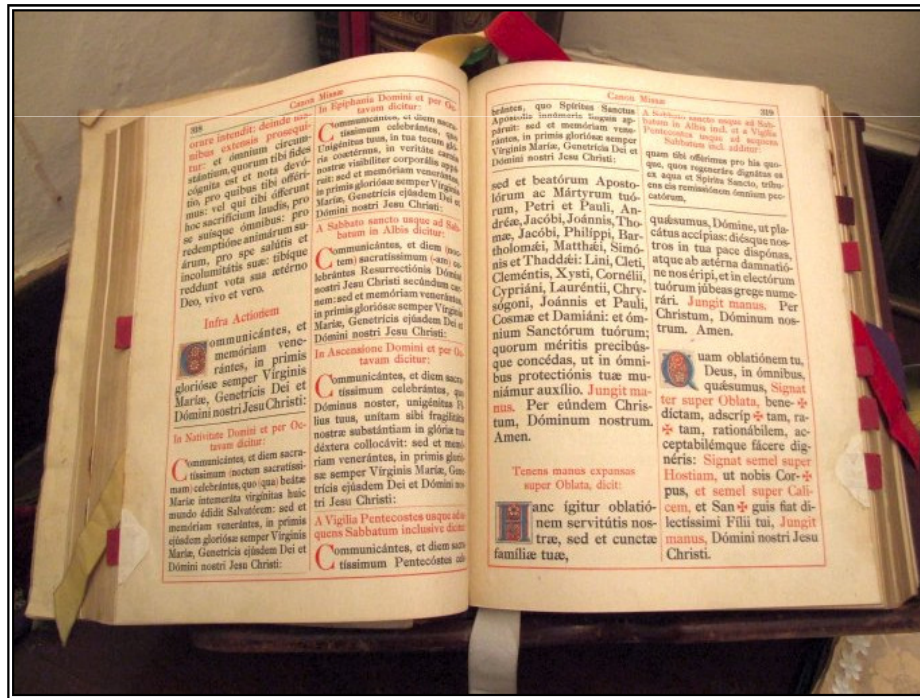 Canon Missæ
318
orare intendit: deinde ma-
nibus extensis prosequi-
tur: et ómnium circum-
stántium, quorum tibi fides
cógnita est et nota devó-
tio, pro quibus tibi offéri-
mus: vel qui tibi ófferunt
hoc sacrifícium laudis, pro
se suísque ómnibus: pro
redemptióne animárum su-
árum, pro spe salútis et
incolumitátis suæ: tibíque
reddunt vota sua ætérno
Deo, vivo et vero.
Infra Actionem
Communicántes, et
memóriam vene-
rántes, in primis
gloriósæ semper Vírginis
Maríæ, Genetrícis Dei et
Dómini nostri Jesu Christi:
In Nativitate Domini et per Oc-
tavam dicitur:
Communicántes, et diem sacra-
tíssimum (noctem sacratíssi-
mam) celebrántes, quo (qua) beátæ
Maríæ intemeráta virgínitas huic
mundo édidit Salvatórem: sed et
memóriam venerántes, in primis
ejúsdem gloriósæ semper Vírginis
Maríæ, Genetrícis ejúsdem Dei et
Dómini nostri Jesu Christi:
In Epiphania Domini et per Oc-
tavam dicitur:
Communicántes, et diem sacra-
tíssimum celebrántes, quo
Unigénitus tuus, in tua tecum gló-
ria coætérnus, in veritáte carnis
nostræ visibíliter corporális appá-
ruit: sed et memóriam venerántes,
in primis gloriósæ semper Vírginis
Maríæ, Genetrícis ejúsdem Dei et
Dómini nostri Jesu Christi:
A Sabbato sancto usque ad Sab-
batum in Albis dicitur:
Communicántes, et diem (noc-
tem) sacratíssimum (-am) ce-
lebrántes Resurrectiónis Dómini
nostri Jesu Christi secúndum car-
nem: sed et memóriam venerántes,
in primis gloriósæ semper Vírginis
Maríæ, Genetrícis ejúsdem Dei et
Dómini nostri Jesu Christi:
In Ascensione Domini et per Oc-
tavam dicitur:
Communicántes, et diem sacra-
tíssimum celebrántes, quo
Dóminus noster, unigénitus Fí-
lius tuus, unítam sibi fragilitátis
nostræ substántiam in glóriæ tuæ
déxtera collocávit: sed et memó-
riam venerántes, in primis glorió-
sæ semper Vírginis Maríæ, Gene-
trícis ejúsdem Dei et Dómini no-
stri Jesu Christi:
A Vigilia Pentecostes usque ad se-
quens Sabbatum inclusive dicitur:
Communicántes, et diem sacra-
tíssimum Pentecóstes cele-
Canon Missæ
319
brántes, quo Spíritus Sanctus
Apóstolis innúmeris linguis ap-
páruit: sed et memóriam vene-
rántes, in primis gloriósæ semper
Vírginis Maríæ, Genetrícis Dei et
Dómini nostri Jesu Christi:
sed et beatórum Aposto-
lórum ac Mártyrum tuó-
rum, Petri et Pauli, An-
dréæ, Jacóbi, Joánnis, Tho-
mæ, Jacóbi, Philíppi, Bar-
tholomǽi, Matthǽi, Simó-
nis et Thaddǽi: Lini, Cleti,
Cleméntis, Xysti, Cornélii,
Cypriáni, Lauréntii, Chry-
sógoni, Joánnis et Pauli,
Cosmæ et Damiáni: et óm-
nium Sanctórum tuórum;
quorum méritis precibús-
que concédas, ut in ómni-
bus protectiónis tuæ mu-
niámur auxílio. Jungit ma-
nus. Per eúndem Chris-
tum, Dóminum nostrum.
Amen.
Tenens manus expansas
super Oblata, dicit:
Hanc ígitur oblatió-
nem servitútis nos-
træ, sed et cunctæ
famíliæ tuæ,
A Sabbato sancto usque ad Sab-
batum in Albis incl. et a Vigilia
Pentecostes usque ad sequens
Sabbatum incl. additur:
quam tibi offérimus pro his quo-
que, quos regeneráre dignátus es
ex aqua et Spíritu Sancto, tríbu-
ens eis remissiónem ómnium pec-
catórum,
quǽsumus, Dómine, ut pla-
cátus accípias: diésque nos-
tros in tua pace dispónas,
atque ab ætérna damnatió-
ne nos éripi, et in electórum
tuórum júbeas grege nume-
rári. Jungit manus. Per
Christum, Dóminum nos-
trum. Amen.
Quam oblatiónem tu,
Deus, in ómnibus,
quǽsumus, Signat
ter super Oblata, bene- ✠
díctam, adscríp ✠ tam, ra-
✠ tam, rationábilem, ac-
ceptabilémque fácere dig-
néris: Signat semel super
Hostiam, ut nobis Cor- ✠
pus, et semel super Cali-
cem, et San ✠ guis fiat di-
lectíssimi Fílii tui, Jungit
manus, Dómini nostri Jesu
Christi.